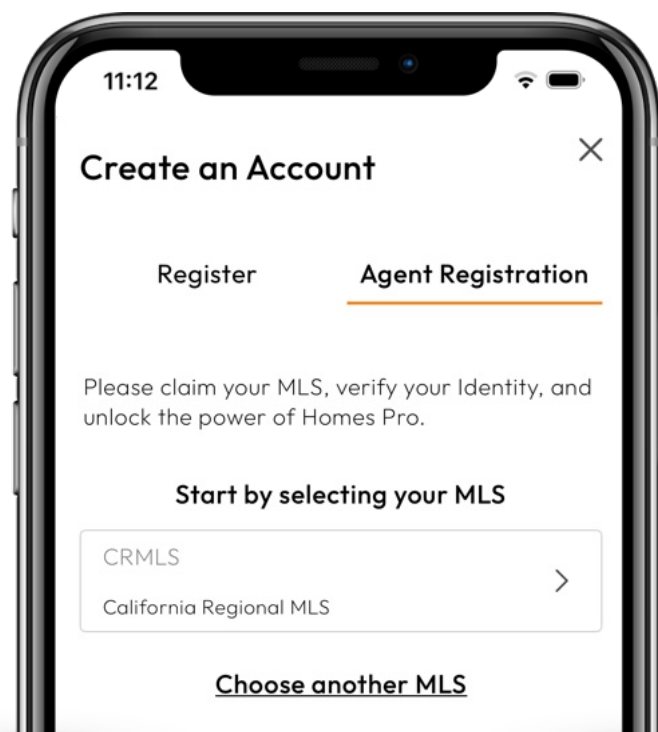 11:12
Create an Account
Register
Agent Registration
Please claim your MLS, verify your Identity, and
unlock the power of Homes Pro.
Start by selecting your MLS
CRMLS
California Regional MLS
Choose another MLS